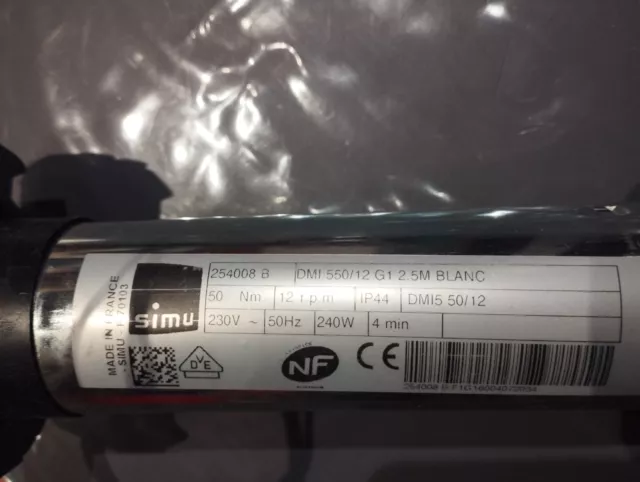 254008 B DMI 550/12 G1 2.5M BLANC
50 Nm 12 r.p.m IP44 DMI5 50/12
230V ~ 50Hz 240W 4 min
simu
MADE IN FRANCE
DVE
NF
CE